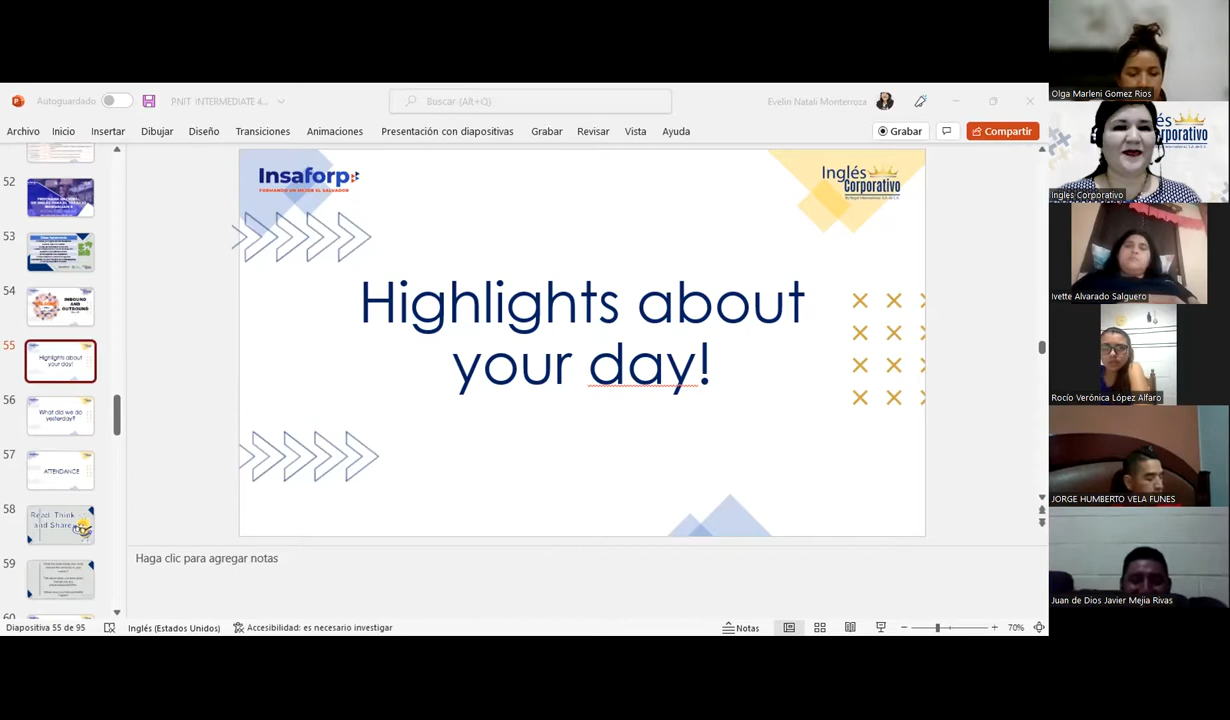 Autoguardado
PNIT INTERMEDIATE 4...
Buscar (Alt+Q)
Evelin Natali Monterroza
Archivo Inicio Insertar Dibujar Diseño Transiciones Animaciones Presentación con diapositivas Grabar Revisar Vista Ayuda
Grabar
Compartir
52
53
54
INBOUND AND OUTBOUND
55
Highlights about your day!
56
What did we do yesterday?
57
ATTENDANCE
58
Read, Think and Share
59
60
Insaforp
FORMANDO UN MEJOR EL SALVADOR
Inglés
Corporativo
Highlights about
your day!
Haga clic para agregar notas
Diapositiva 55 de 95
Inglés (Estados Unidos)
Accesibilidad: es necesario investigar
Notas
70%
Olga Marleni Gomez Rios
Ingles Corporativo
Ivette Alvarado Salguero
Rocío Verónica López Alfaro
JORGE HUMBERTO VELA FUNES
Juan de Dios Javier Mejia Rivas